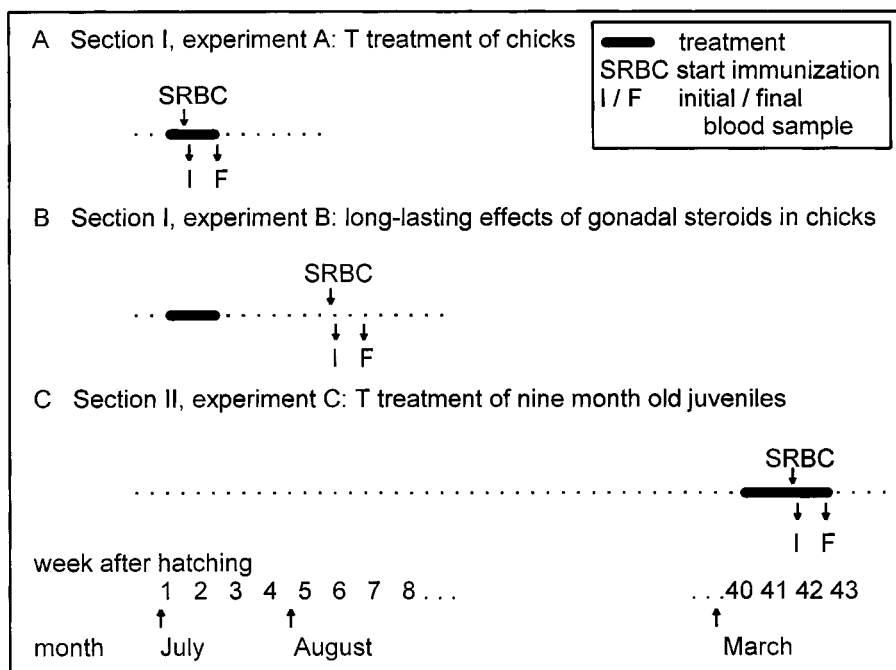 A Section I, experiment A: T treatment of chicks
treatment
SRBC start immunization
I / F initial / final
blood sample
SRBC
I F
B Section I, experiment B: long-lasting effects of gonadal steroids in chicks
SRBC
I F
C Section II, experiment C: T treatment of nine month old juveniles
SRBC
I F
week after hatching
1 2 3 4 5 6 7 8 . . . . . . 40 41 42 43
month July August March